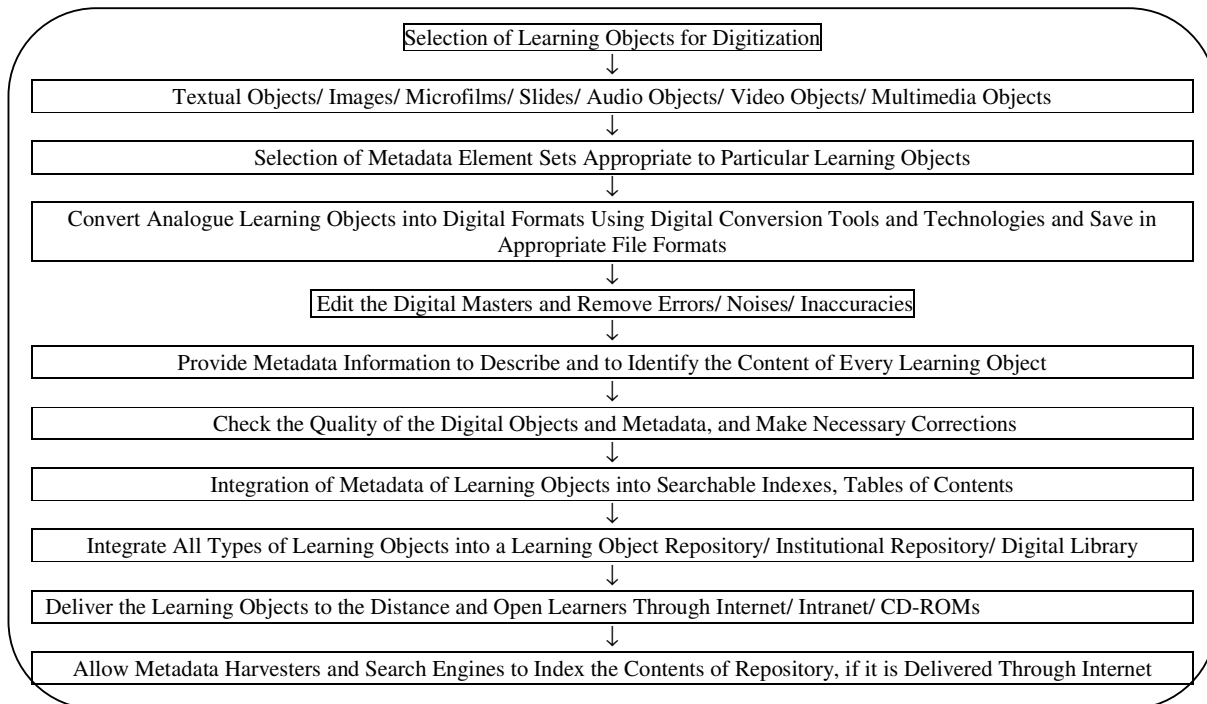 Selection of Learning Objects for Digitization
↓
Textual Objects/ Images/ Microfilms/ Slides/ Audio Objects/ Video Objects/ Multimedia Objects
↓
Selection of Metadata Element Sets Appropriate to Particular Learning Objects
↓
Convert Analogue Learning Objects into Digital Formats Using Digital Conversion Tools and Technologies and Save in
Appropriate File Formats
↓
Edit the Digital Masters and Remove Errors/ Noises/ Inaccuracies
↓
Provide Metadata Information to Describe and to Identify the Content of Every Learning Object
↓
Check the Quality of the Digital Objects and Metadata, and Make Necessary Corrections
↓
Integration of Metadata of Learning Objects into Searchable Indexes, Tables of Contents
↓
Integrate All Types of Learning Objects into a Learning Object Repository/ Institutional Repository/ Digital Library
↓
Deliver the Learning Objects to the Distance and Open Learners Through Internet/ Intranet/ CD-ROMs
↓
Allow Metadata Harvesters and Search Engines to Index the Contents of Repository, if it is Delivered Through Internet